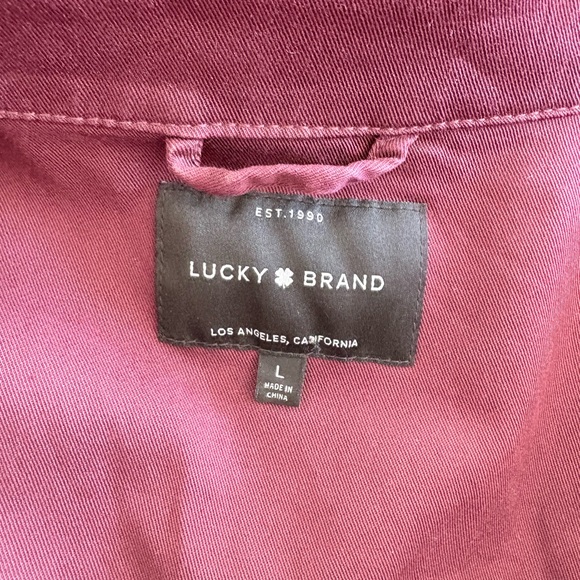 EST.1990
LUCKY BRAND
LOS ANGELES, CALIFORNIA
L
MADE IN
CHINA